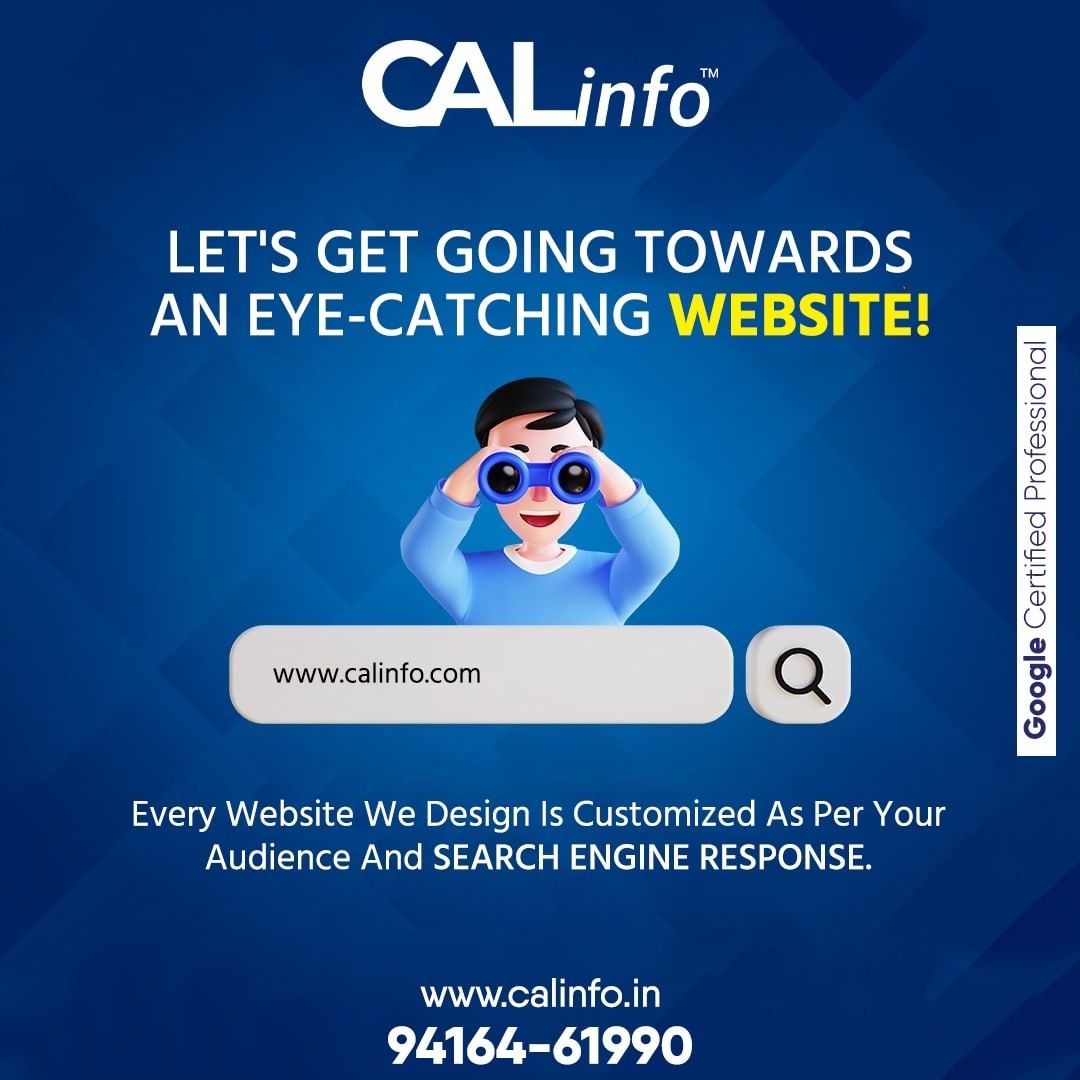 CALinfo™
LET'S GET GOING TOWARDS
AN EYE-CATCHING WEBSITE!
Google Certified Professional
www.calinfo.com
Every Website We Design Is Customized As Per Your
Audience And SEARCH ENGINE RESPONSE.
www.calinfo.in
94164-61990